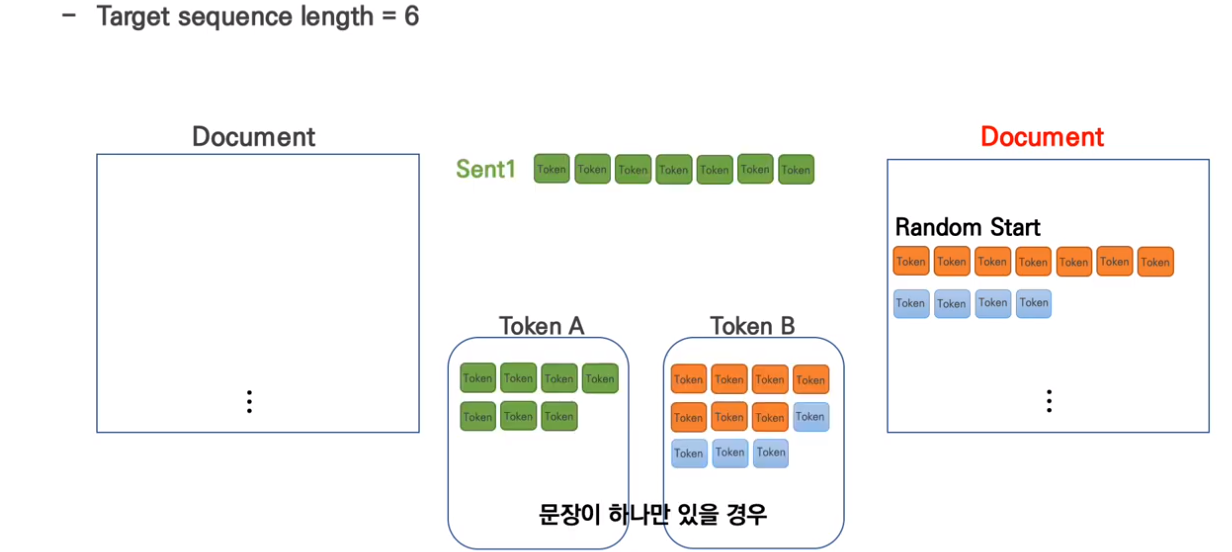 - Target sequence length = 6
Document
Document
Sent1 Token Token Token Token Token Token Token
Random Start
Token Token Token Token Token Token Token
Token Token Token Token
Token A
Token B
Token Token Token Token
Token Token Token
Token Token Token Token
Token Token Token Token
Token Token Token
문장이 하나만 있을 경우